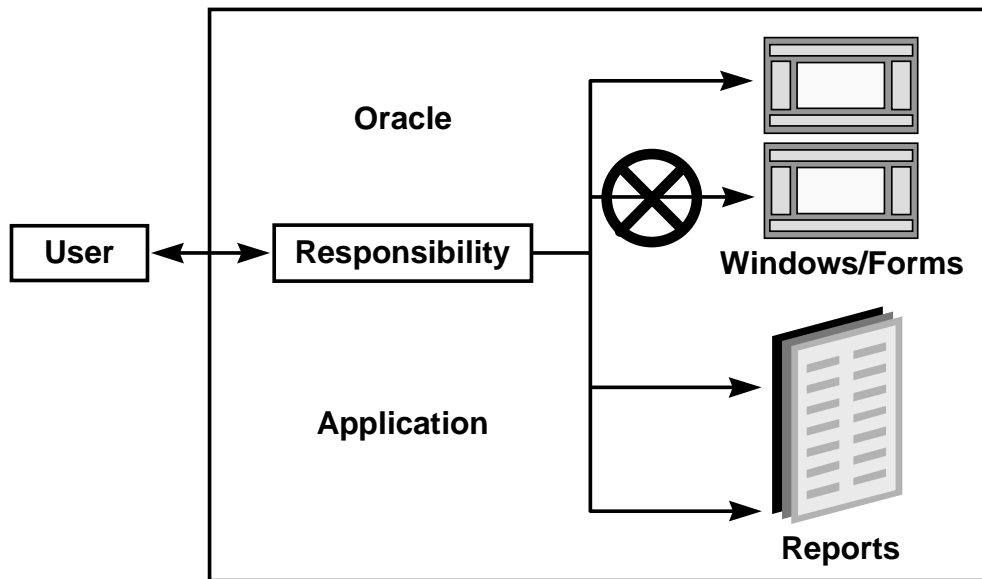 Oracle
User
Responsibility
Windows/Forms
Application
Reports